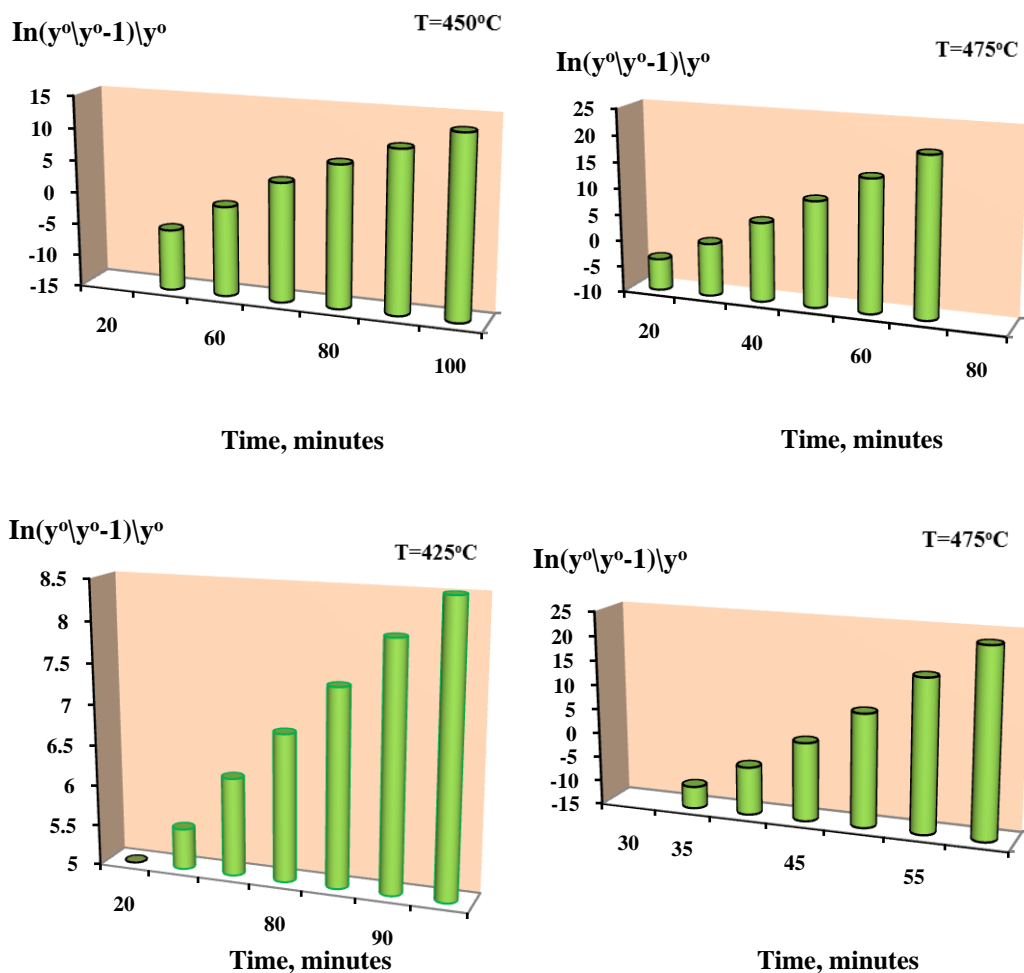 In(yº\yº-1)\yº
T=450ºC
15
10
5
0
-5
-10
-15
20 60 80 100
Time, minutes
In(yº\yº-1)\yº
T=475ºC
25
20
15
10
5
0
-5
-10
20 40 60 80
Time, minutes
In(yº\yº-1)\yº
T=425ºC
8.5
8
7.5
7
6.5
6
5.5
5
20 80 90
Time, minutes
In(yº\yº-1)\yº
T=475ºC
25
20
15
10
5
0
-5
-10
-15
30 35 45 55
Time, minutes